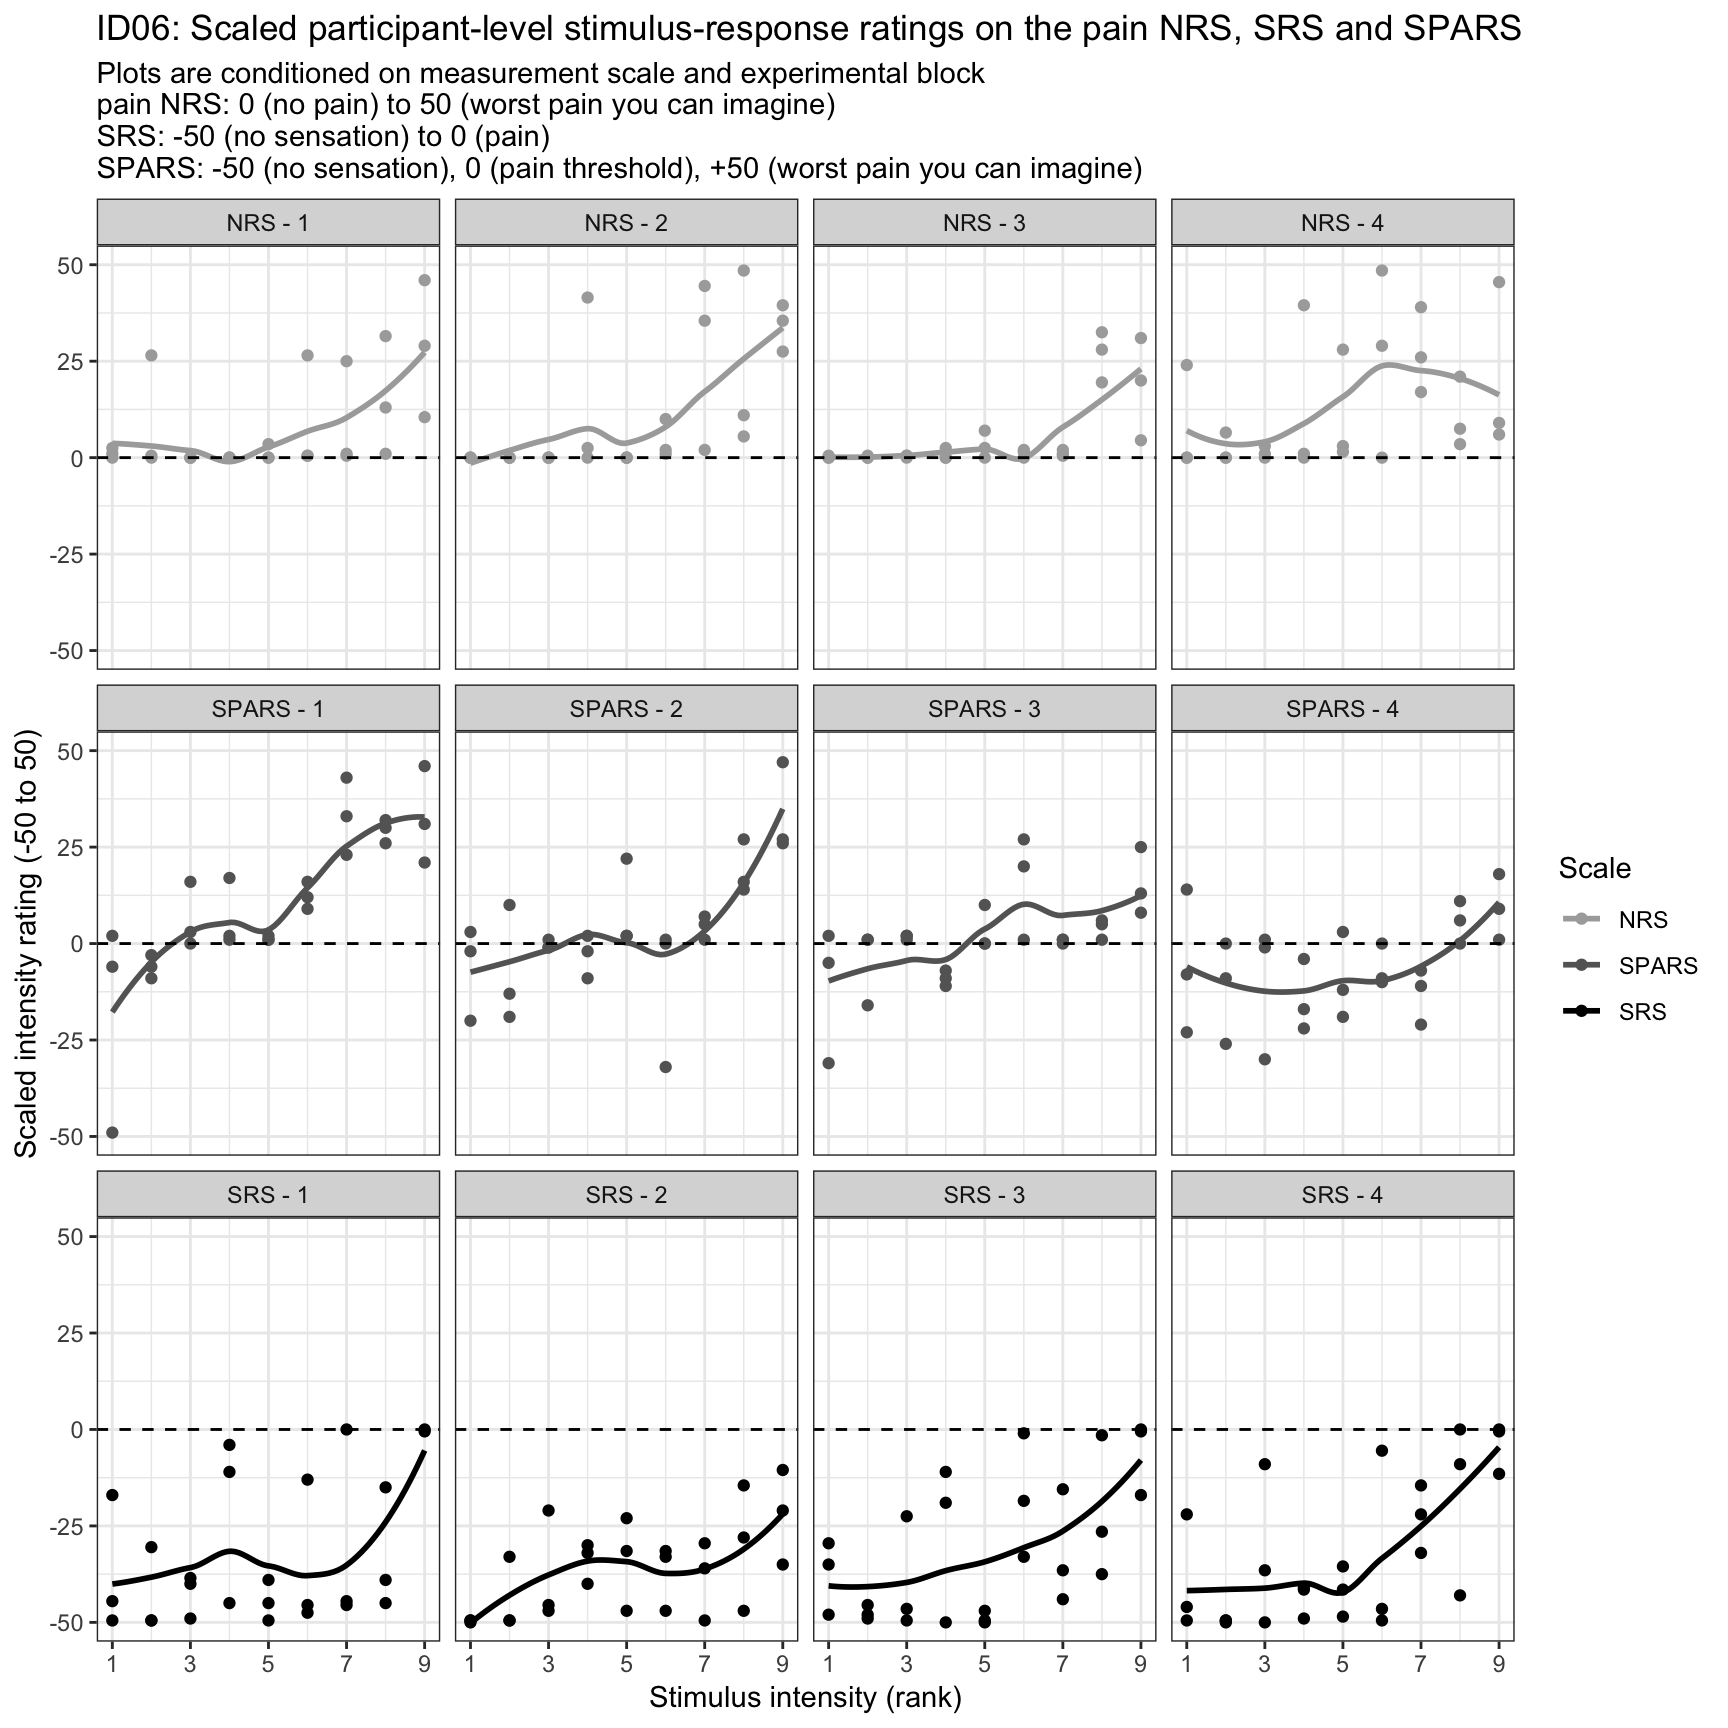 ID06: Scaled participant-level stimulus-response ratings on the pain NRS, SRS and SPARS
Plots are conditioned on measurement scale and experimental block
pain NRS: 0 (no pain) to 50 (worst pain you can imagine)
SRS: -50 (no sensation) to 0 (pain)
SPARS: -50 (no sensation), 0 (pain threshold), +50 (worst pain you can imagine)
NRS - 1 NRS - 2 NRS - 3 NRS - 4
50
25
0
-25
-50
SPARS - 1 SPARS - 2 SPARS - 3 SPARS - 4
50
25
0
-25
-50
SRS - 1 SRS - 2 SRS - 3 SRS - 4
50
25
0
-25
-50
1 3 5 7 9 1 3 5 7 9 1 3 5 7 9 1 3 5 7 9
Stimulus intensity (rank)
Scaled intensity rating (-50 to 50)
Scale
NRS
SPARS
SRS